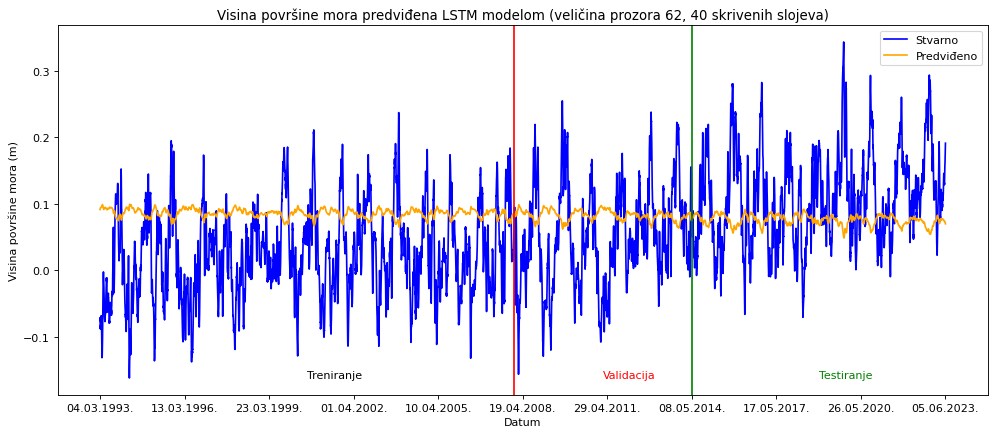 Visina površine mora predviđena LSTM modelom (veličina prozora 62, 40 skrivenih slojeva)
Stvarno
Predviđeno
Visina površine mora (m)
0.3
0.2
0.1
0.0
−0.1
Treniranje
Validacija
Testiranje
04.03.1993. 13.03.1996. 23.03.1999. 01.04.2002. 10.04.2005. 19.04.2008. 29.04.2011. 08.05.2014. 17.05.2017. 26.05.2020. 05.06.2023.
Datum